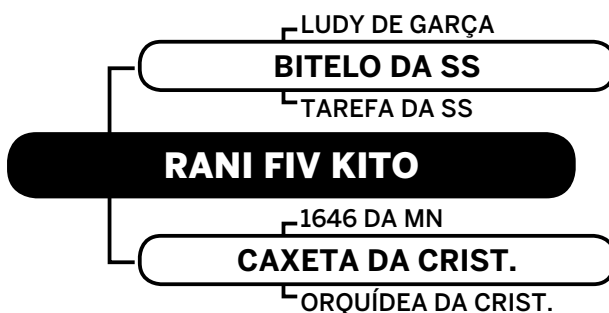 LUDY DE GARÇA
BITELO DA SS
TAREFA DA SS
RANI FIV KITO
1646 DA MN
CAXETA DA CRIST.
ORQUÍDEA DA CRIST.